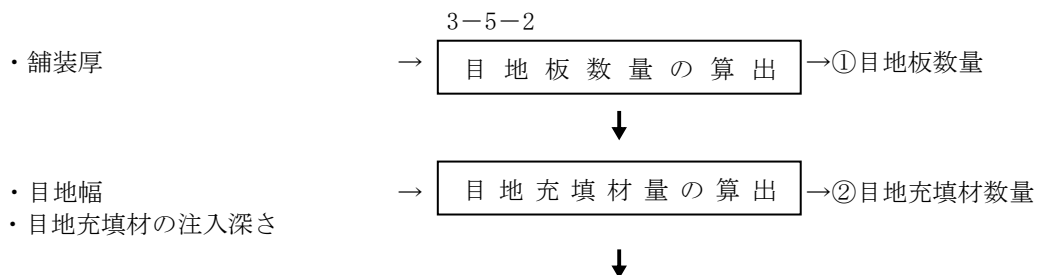 3-5-2
・舗装厚 → 目地板数量の算出 →①目地板数量
・目地幅 → 目地充填材量の算出 →②目地充填材数量
・目地充填材の注入深さ